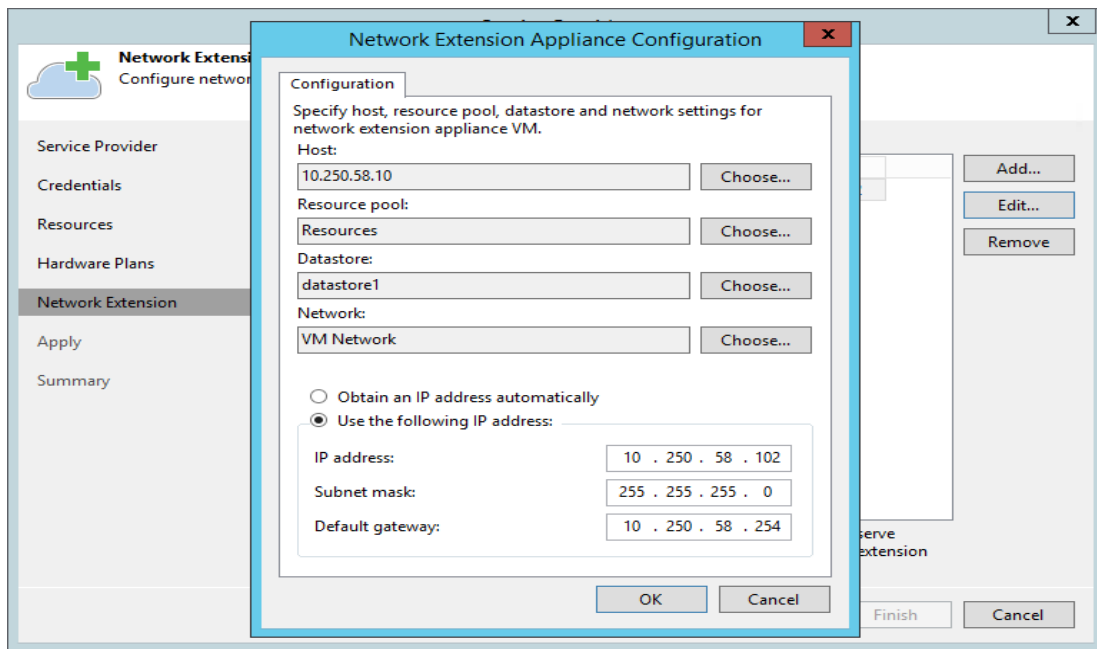 Network Extension Appliance Configuration
Network Extensi
Configure networ
Service Provider
Credentials
Resources
Hardware Plans
Network Extension
Apply
Summary
Configuration
Specify host, resource pool, datastore and network settings for
network extension appliance VM.
Host:
10.250.58.10 Choose...
Resource pool:
Resources Choose...
Datastore:
datastore1 Choose...
Network:
VM Network Choose...
Obtain an IP address automatically
Use the following IP address:
IP address: 10 . 250 . 58 . 102
Subnet mask: 255 . 255 . 255 . 0
Default gateway: 10 . 250 . 58 . 254
OK Cancel
Add...
Edit...
Remove
serve
extension
Finish Cancel